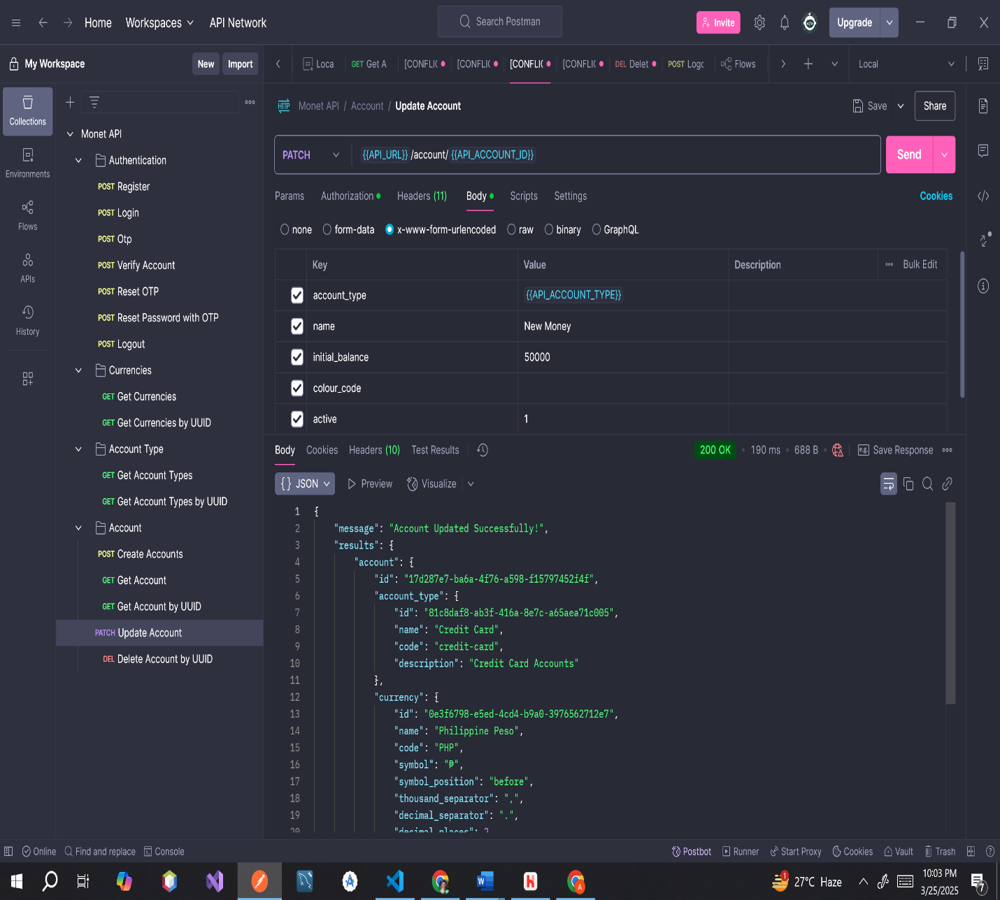 Home
Workspaces
API Network
Search Postman
Invite
Upgrade
My Workspace
New
Import
Loca
GET Get A
[CONFLIC
[CONFLIC
[CONFLIC
[CONFLIC
DEL Delet
POST Logo
Flows
Local
Collections
Environments
Flows
APIs
History
Monet API
Authentication
POST Register
POST Login
POST Otp
POST Verify Account
POST Reset OTP
POST Reset Password with OTP
POST Logout
Currencies
GET Get Currencies
GET Get Currencies by UUID
Account Type
GET Get Account Types
GET Get Account Types by UUID
Account
POST Create Accounts
GET Get Account
GET Get Account by UUID
PATCH Update Account
DEL Delete Account by UUID
HTTP Monet API / Account / Update Account
Save
Share
PATCH
{{API_URL}} /account/ {{API_ACCOUNT_ID}}
Send
Params
Authorization
Headers (11)
Body
Scripts
Settings
Cookies
none
form-data
x-www-form-urlencoded
raw
binary
GraphQL
Key Value Description Bulk Edit
account_type {{API_ACCOUNT_TYPE}}
name New Money
initial_balance 50000
colour_code
active 1
Body
Cookies
Headers (10)
Test Results
200 OK
190 ms
688 B
e.g. Save Response
{} JSON
Preview
Visualize
1 {
2 "message": "Account Updated Successfully!",
3 "results": {
4 "account": {
5 "id": "17d287e7-ba6a-4f76-a598-f15797452f4f",
6 "account_type": {
7 "id": "81c8daf8-ab3f-416a-8e7c-a65aea71c005",
8 "name": "Credit Card",
9 "code": "credit-card",
10 "description": "Credit Card Accounts"
11 },
12 "currency": {
13 "id": "0e3f6798-e5ed-4cd4-b9a0-3976562712e7",
14 "name": "Philippine Peso",
15 "code": "PHP",
16 "symbol": "₱",
17 "symbol_position": "before",
18 "thousand_separator": ",",
19 "decimal_separator": ".",
20 "decimal_places": 2
Online
Find and replace
Console
Postbot
Runner
Start Proxy
Cookies
Vault
Trash
1
27°C Haze
10:03 PM
3/25/2025
7